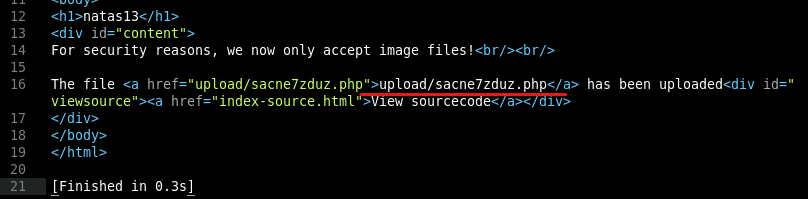 11 <body>
12 <h1>natas13</h1>
13 <div id="content">
14 For security reasons, we now only accept image files!<br/><br/>
15
16 The file <a href="upload/sacne7zduz.php">upload/sacne7zduz.php</a> has been uploaded<div id="
viewsource"><a href="index-source.html">View sourcecode</a></div>
17 </div>
18 </body>
19 </html>
20
21 [Finished in 0.3s]